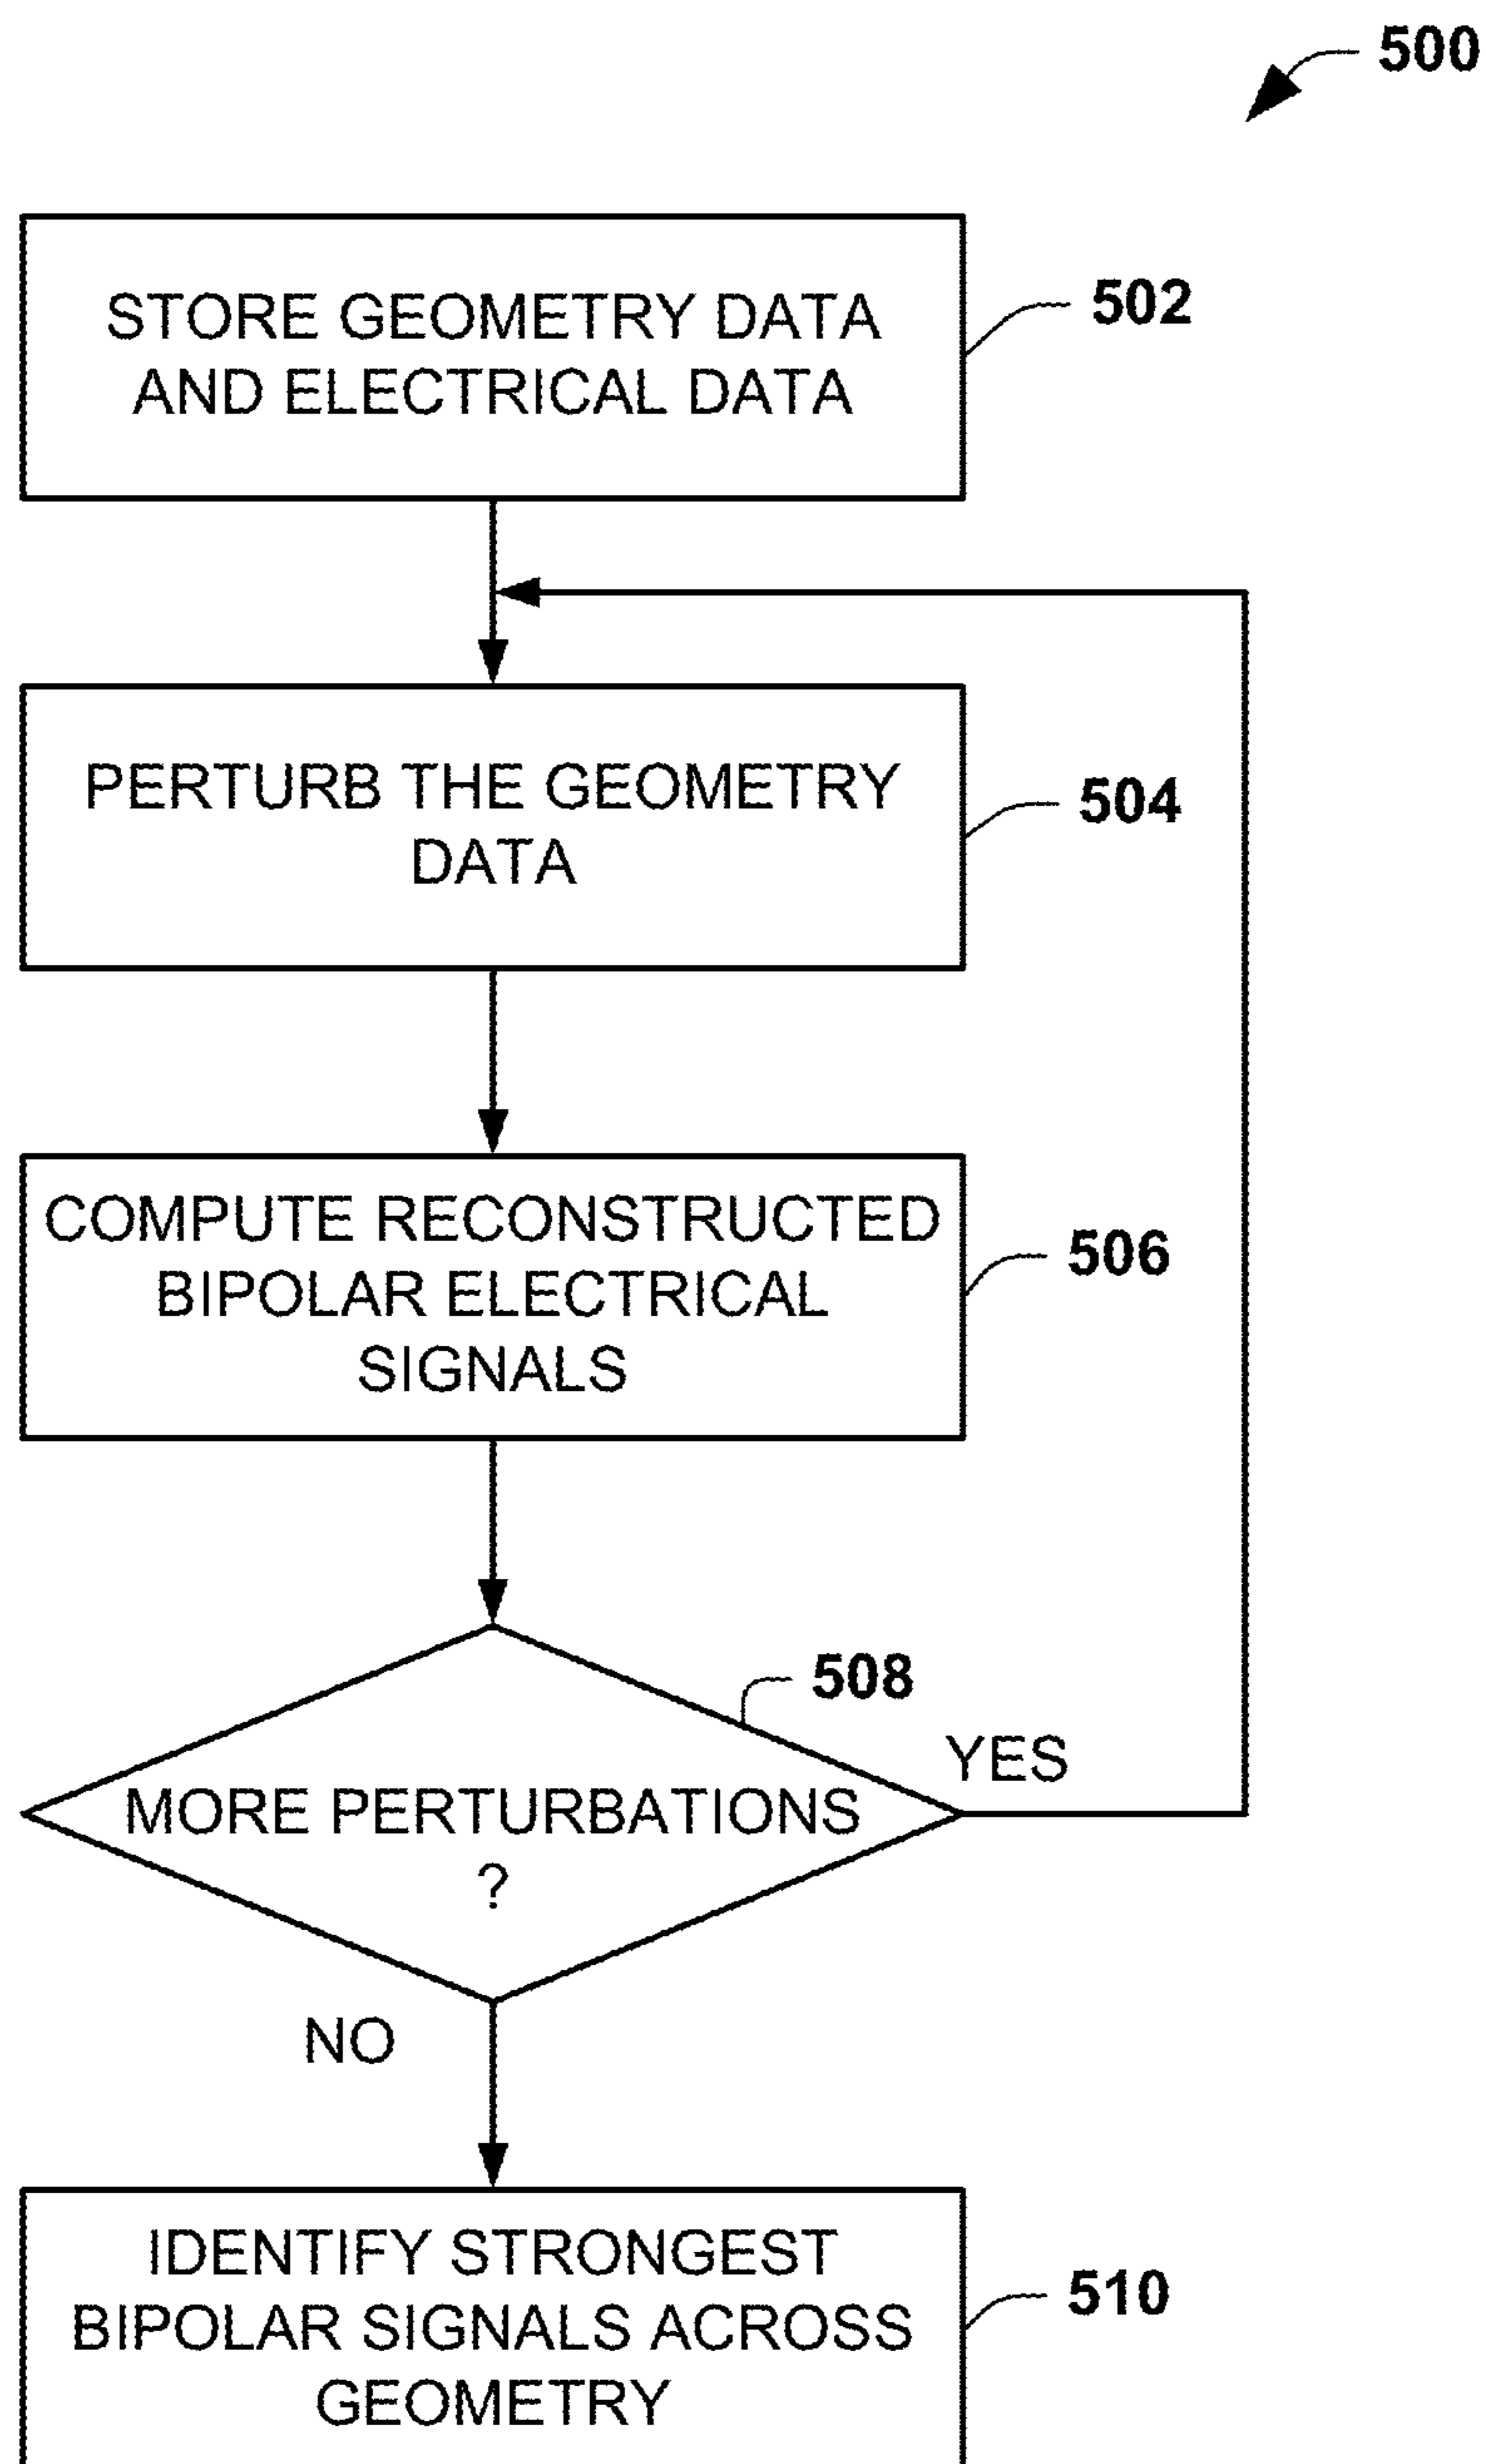 500
STORE GEOMETRY DATA
AND ELECTRICAL DATA
502
PERTURB THE GEOMETRY
DATA
504
COMPUTE RECONSTRUCTED
BIPOLAR ELECTRICAL
SIGNALS
506
508
MORE PERTURBATIONS
?
YES
NO
IDENTIFY STRONGEST
BIPOLAR SIGNALS ACROSS
GEOMETRY
510